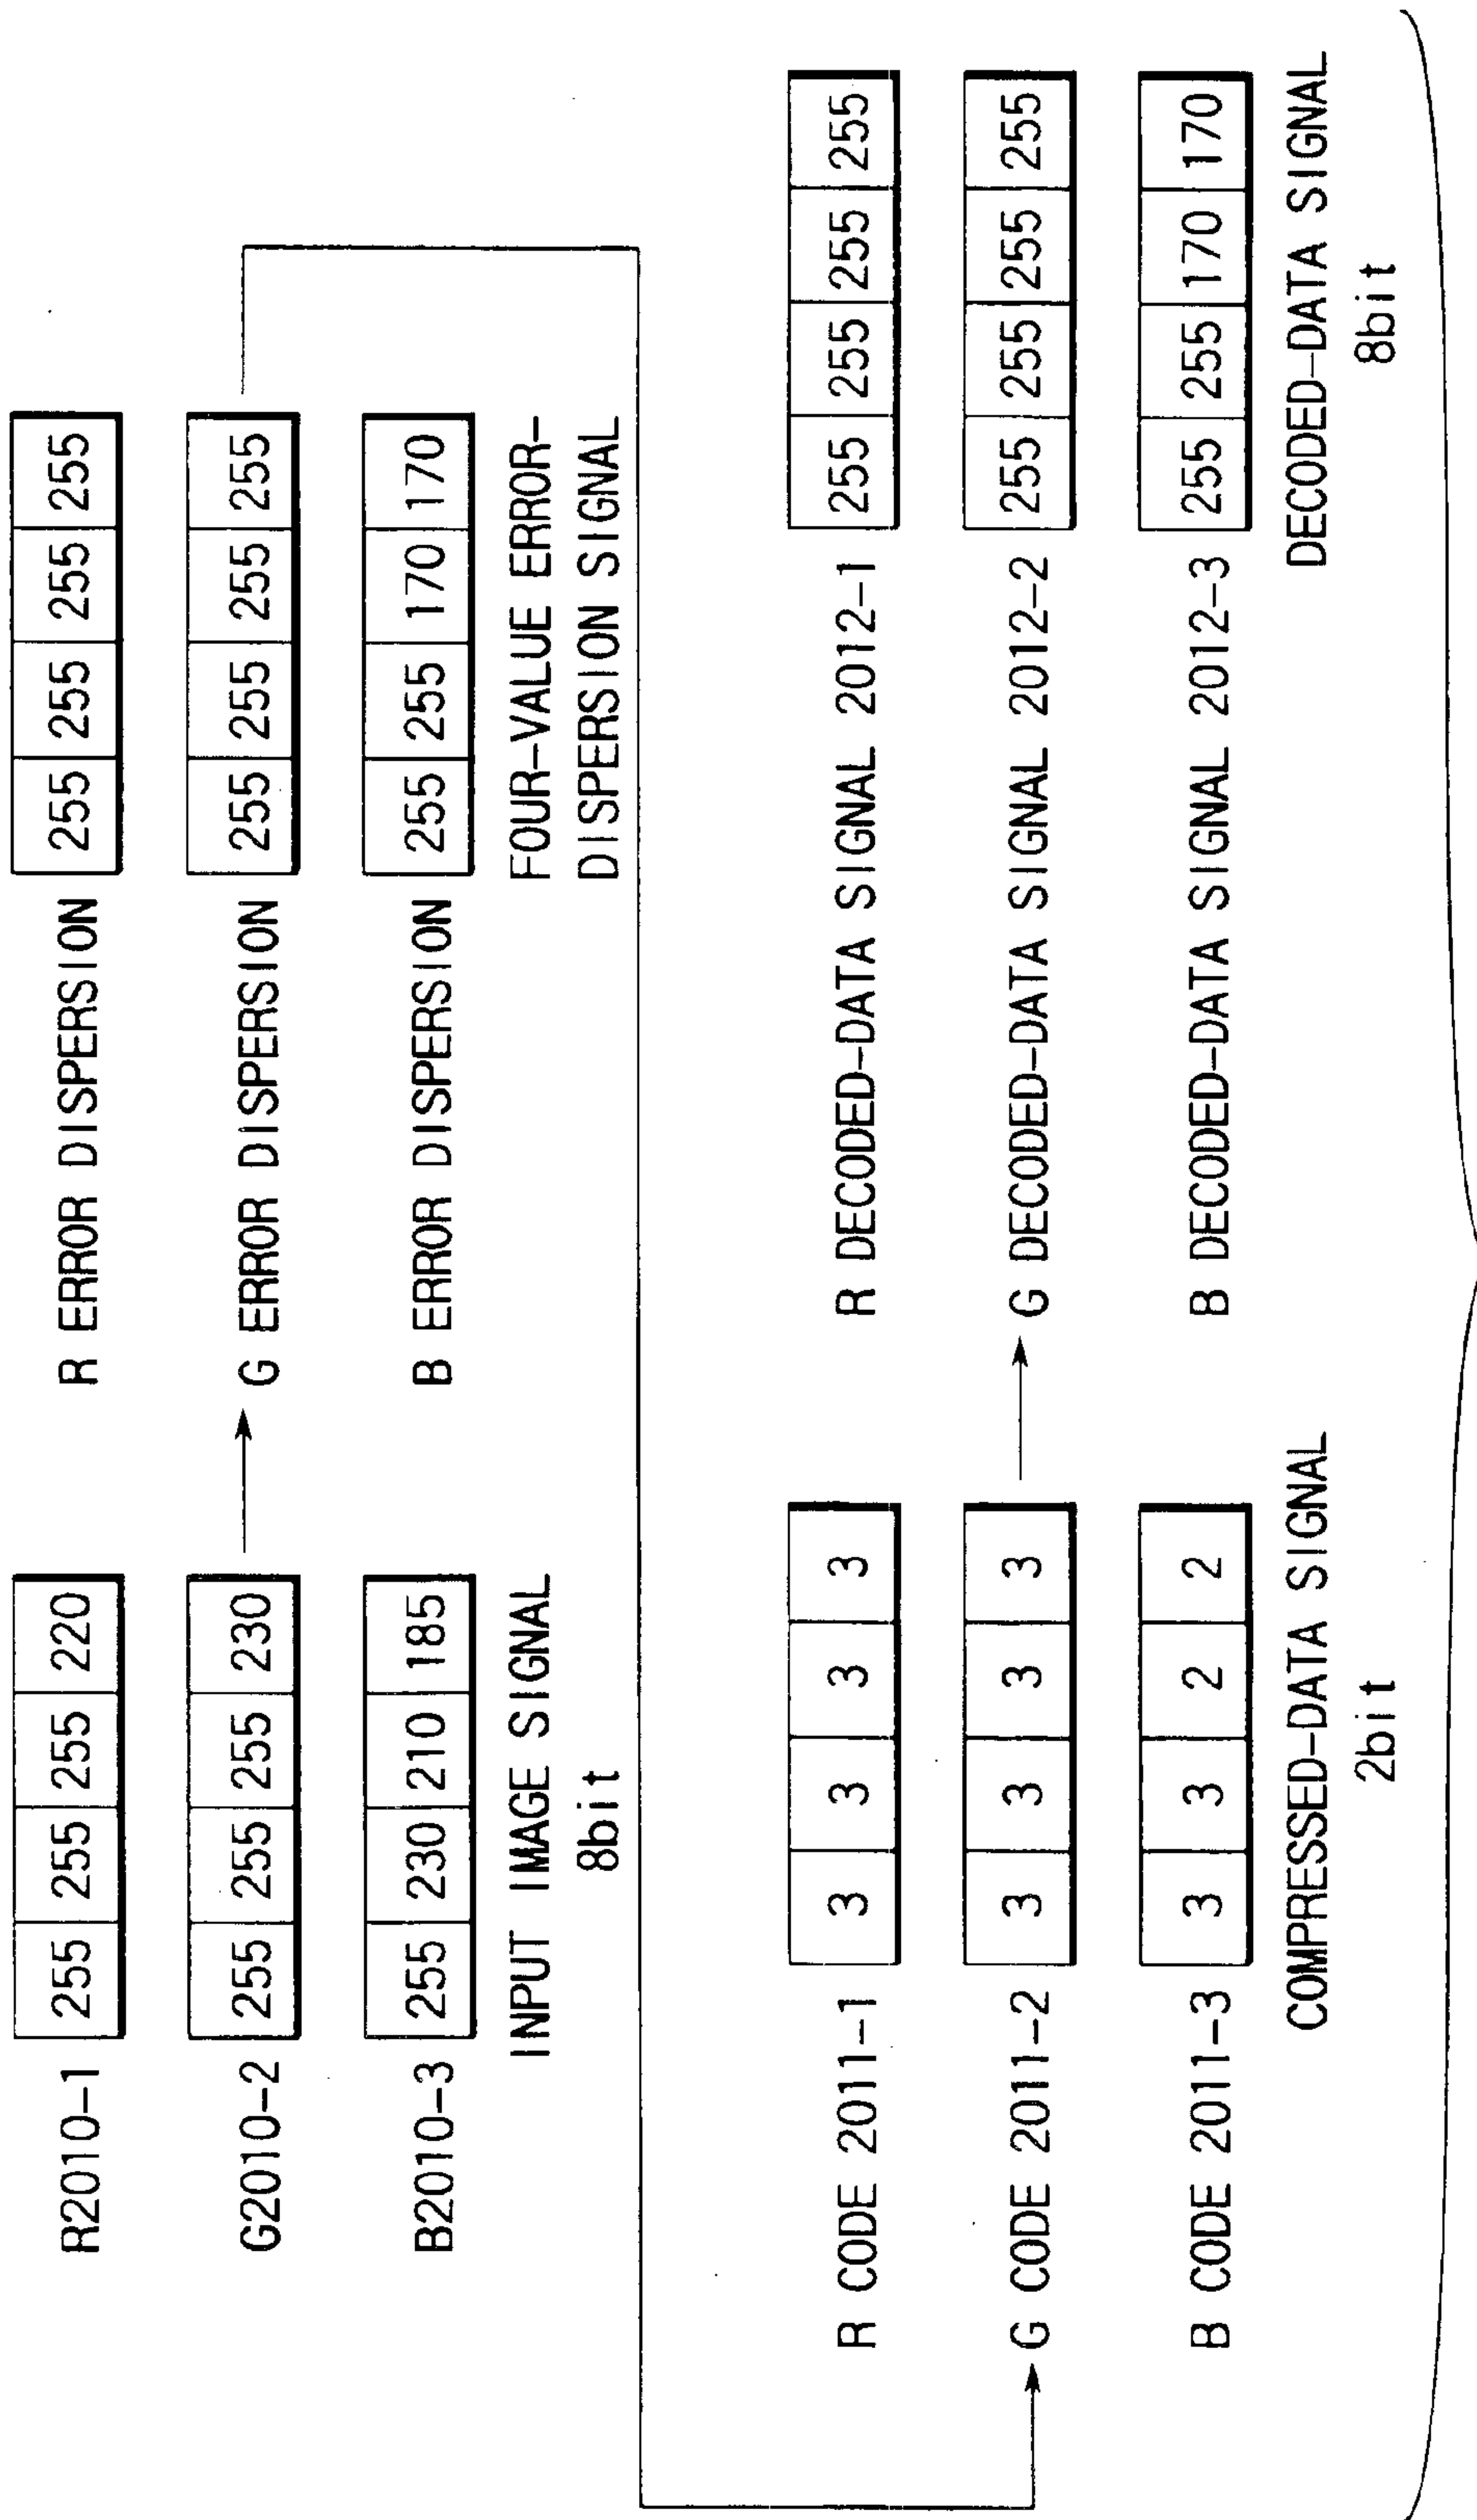 R2010-1 255 255 255 220
G2010-2 255 255 255 230
B2010-3 255 230 210 185
INPUT IMAGE SIGNAL
8bit
R ERROR DISPERSION 255 255 255 255
G ERROR DISPERSION 255 255 255 255
B ERROR DISPERSION 255 255 170 170
FOUR-VALUE ERROR-
DISPERSION SIGNAL
R CODE 2011-1 3 3 3 3
G CODE 2011-2 3 3 3 3
B CODE 2011-3 3 3 2 2
COMPRESSED-DATA SIGNAL
2bit
R DECODED-DATA SIGNAL 2012-1 255 255 255 255
G DECODED-DATA SIGNAL 2012-2 255 255 255 255
B DECODED-DATA SIGNAL 2012-3 255 255 170 170
DECODED-DATA SIGNAL
8bit